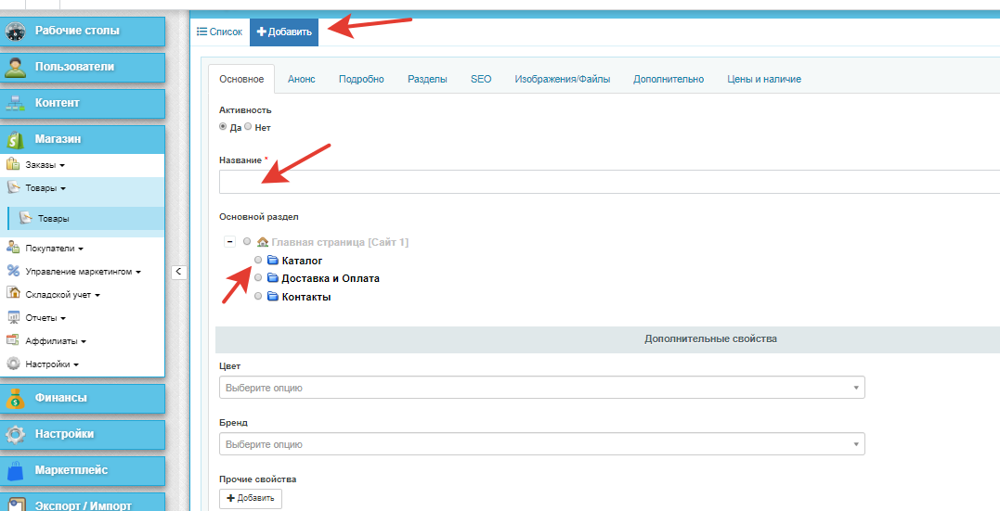 Рабочие столы
Пользователи
Контент
Магазин
Заказы
Товары
Товары
Покупатели
Управление маркетингом
Складской учет
Отчеты
Аффилиаты
Настройки
Финансы
Настройки
Маркетплейс
Экспорт / Импорт
<
Список
Добавить
Основное Анонс Подробно Разделы SEO Изображения/Файлы Дополнительно Цены и наличие
Активность
Да Нет
Название *
Основной раздел
Главная страница [Сайт 1]
Каталог
Доставка и Оплата
Контакты
Дополнительные свойства
Цвет
Выберите опцию
Бренд
Выберите опцию
Прочие свойства
Добавить